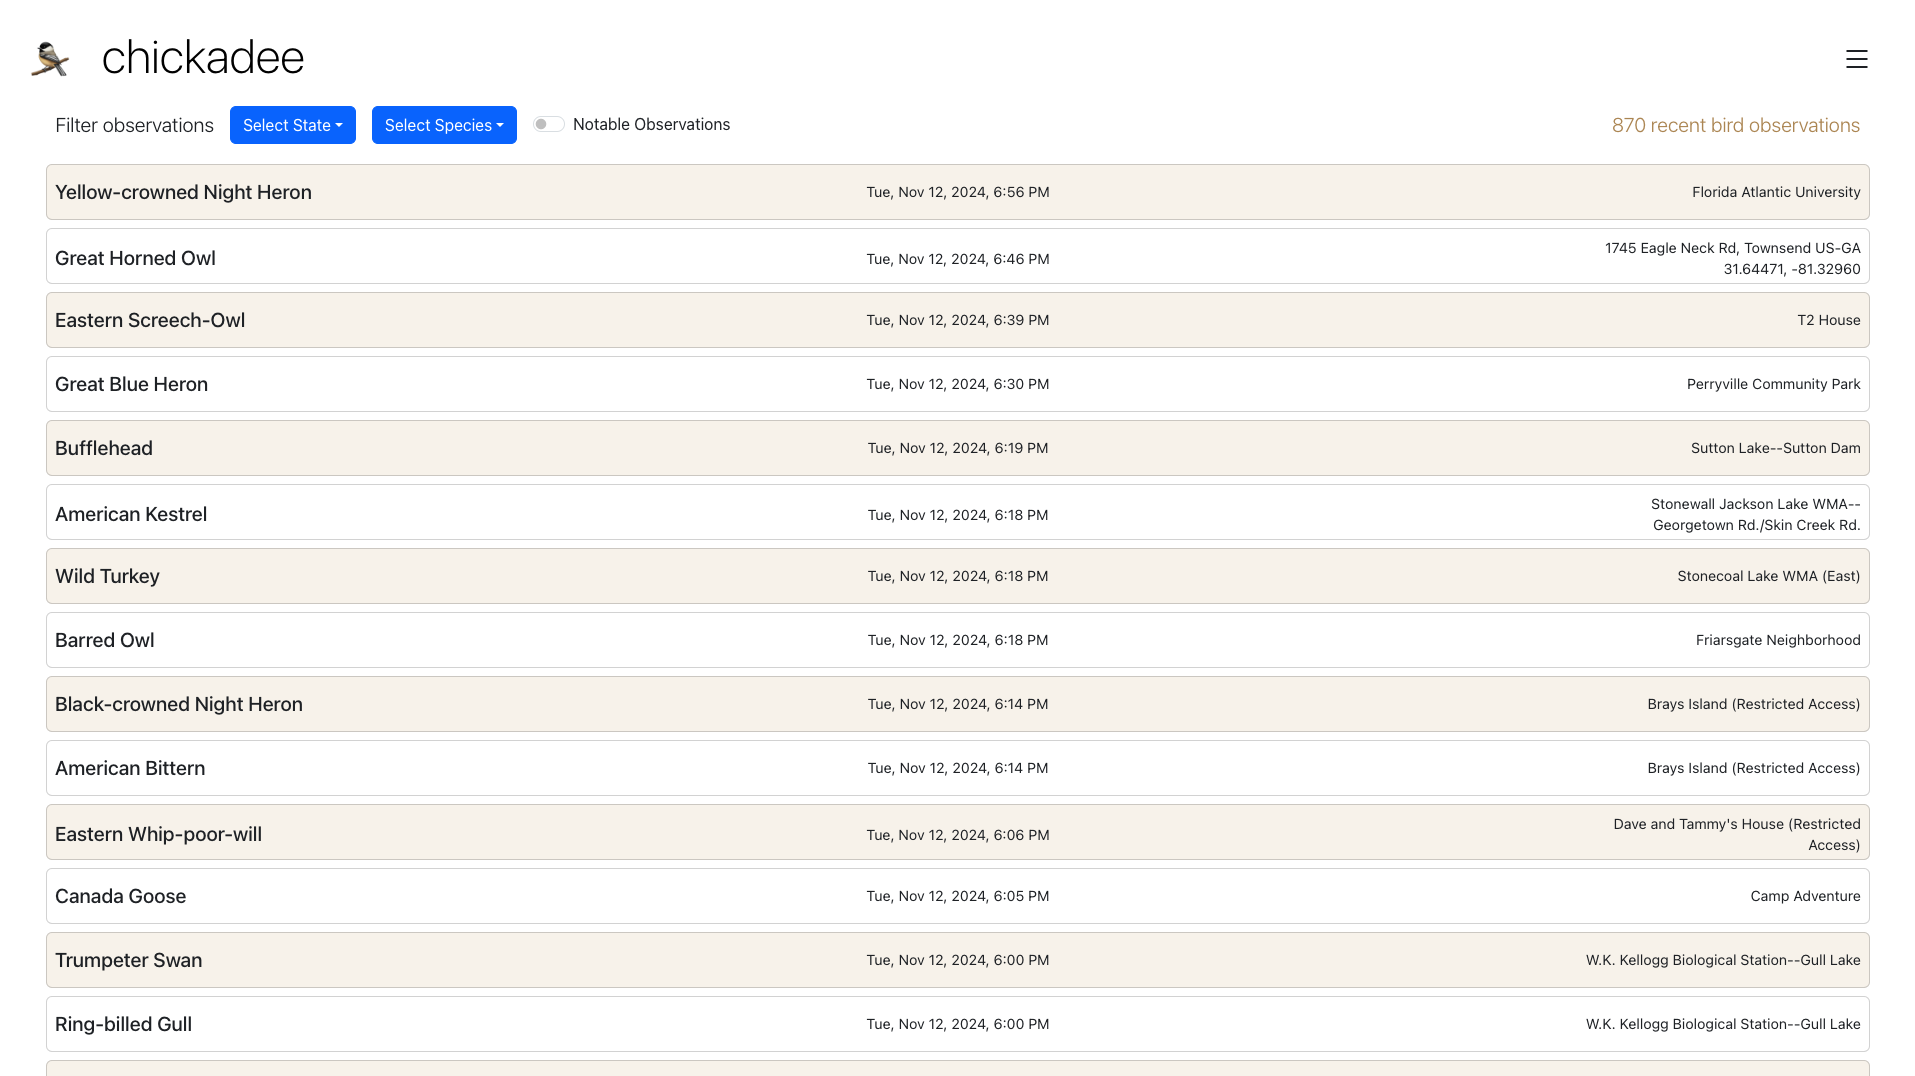 chickadee
Filter observations Select State Select Species Notable Observations 870 recent bird observations
Yellow-crowned Night Heron Tue, Nov 12, 2024, 6:56 PM Florida Atlantic University
Great Horned Owl Tue, Nov 12, 2024, 6:46 PM 1745 Eagle Neck Rd, Townsend US-GA
31.64471, -81.32960
Eastern Screech-Owl Tue, Nov 12, 2024, 6:39 PM T2 House
Great Blue Heron Tue, Nov 12, 2024, 6:30 PM Perryville Community Park
Bufflehead Tue, Nov 12, 2024, 6:19 PM Sutton Lake--Sutton Dam
American Kestrel Tue, Nov 12, 2024, 6:18 PM Stonewall Jackson Lake WMA--
Georgetown Rd./Skin Creek Rd.
Wild Turkey Tue, Nov 12, 2024, 6:18 PM Stonecoal Lake WMA (East)
Barred Owl Tue, Nov 12, 2024, 6:18 PM Friarsgate Neighborhood
Black-crowned Night Heron Tue, Nov 12, 2024, 6:14 PM Brays Island (Restricted Access)
American Bittern Tue, Nov 12, 2024, 6:14 PM Brays Island (Restricted Access)
Eastern Whip-poor-will Tue, Nov 12, 2024, 6:06 PM Dave and Tammy's House (Restricted
Access)
Canada Goose Tue, Nov 12, 2024, 6:05 PM Camp Adventure
Trumpeter Swan Tue, Nov 12, 2024, 6:00 PM W.K. Kellogg Biological Station--Gull Lake
Ring-billed Gull Tue, Nov 12, 2024, 6:00 PM W.K. Kellogg Biological Station--Gull Lake